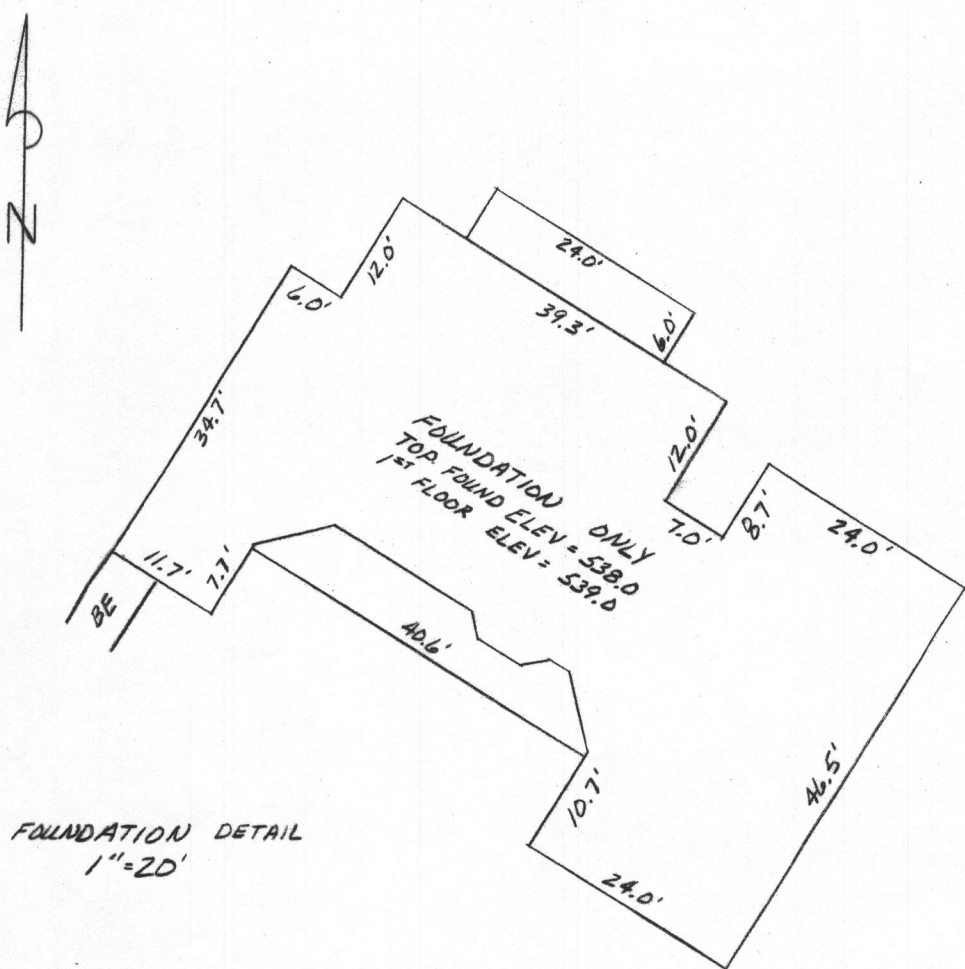 N
24.0'
6.0'
12.0'
39.3'
6.0'
34.7'
12.0'
FOUNDATION ONLY
TOP FOUND ELEV = 538.0
1ST FLOOR ELEV = 539.0
7.0'
8.7'
24.0'
11.7'
7.7'
BE
40.6'
46.5'
10.7'
24.0'
FOUNDATION DETAIL
1"=20'